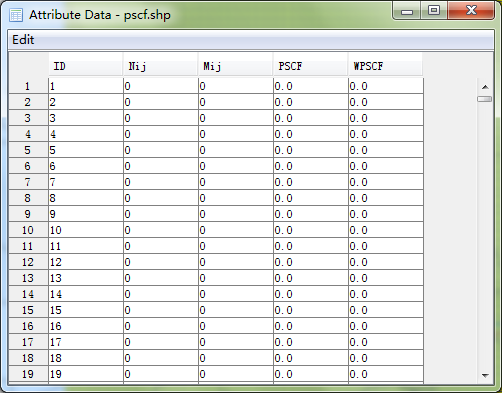 Attribute Data - pscf.shp
Edit
ID Nij Mij PSCF WPSCF
1 1 0 0 0.0 0.0
2 2 0 0 0.0 0.0
3 3 0 0 0.0 0.0
4 4 0 0 0.0 0.0
5 5 0 0 0.0 0.0
6 6 0 0 0.0 0.0
7 7 0 0 0.0 0.0
8 8 0 0 0.0 0.0
9 9 0 0 0.0 0.0
10 10 0 0 0.0 0.0
11 11 0 0 0.0 0.0
12 12 0 0 0.0 0.0
13 13 0 0 0.0 0.0
14 14 0 0 0.0 0.0
15 15 0 0 0.0 0.0
16 16 0 0 0.0 0.0
17 17 0 0 0.0 0.0
18 18 0 0 0.0 0.0
19 19 0 0 0.0 0.0